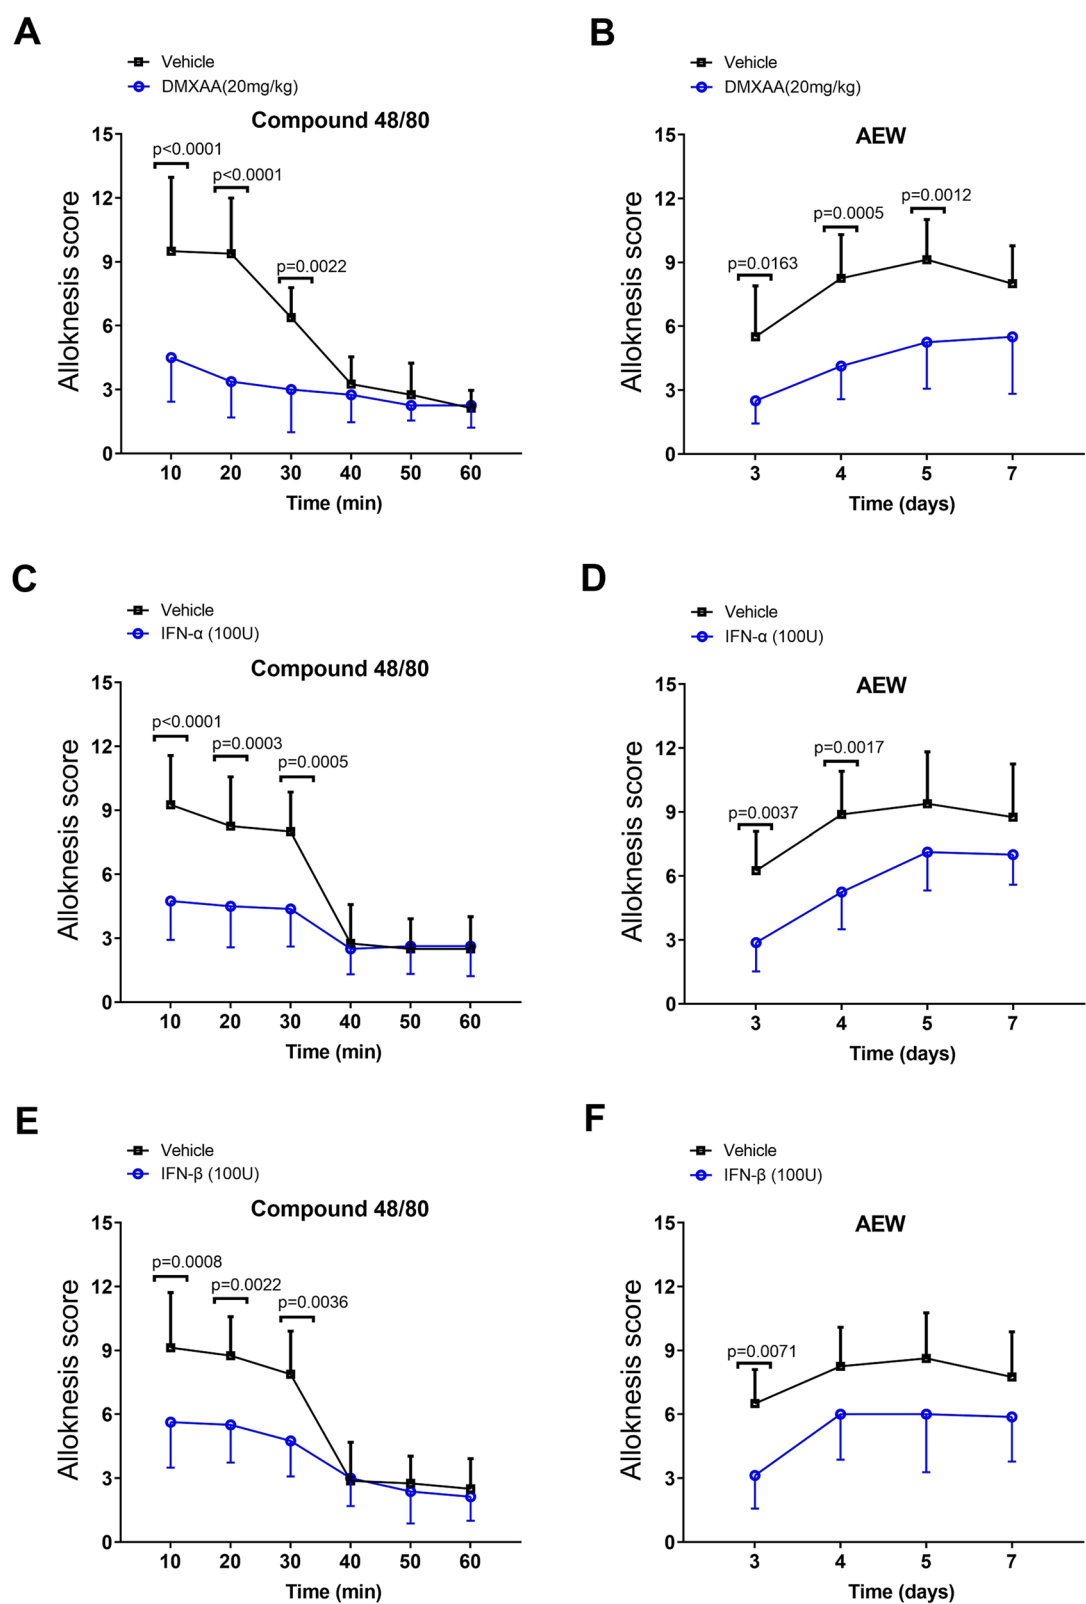 A
Vehicle
DMXAA(20mg/kg)
Compound 48/80
p<0.0001
p<0.0001
p=0.0022
Alloknesis score
15
12
9
6
3
0
10 20 30 40 50 60
Time (min)
B
Vehicle
DMXAA(20mg/kg)
AEW
p=0.0163
p=0.0005
p=0.0012
Alloknesis score
15
12
9
6
3
0
3 4 5 7
Time (days)
C
Vehicle
IFN-α (100U)
Compound 48/80
p<0.0001
p=0.0003
p=0.0005
Alloknesis score
15
12
9
6
3
0
10 20 30 40 50 60
Time (min)
D
Vehicle
IFN-α (100U)
AEW
p=0.0037
p=0.0017
Alloknesis score
15
12
9
6
3
0
3 4 5 7
Time (days)
E
Vehicle
IFN-β (100U)
Compound 48/80
p=0.0008
p=0.0022
p=0.0036
Alloknesis score
15
12
9
6
3
0
10 20 30 40 50 60
Time (min)
F
Vehicle
IFN-β (100U)
AEW
p=0.0071
Alloknesis score
15
12
9
6
3
0
3 4 5 7
Time (days)